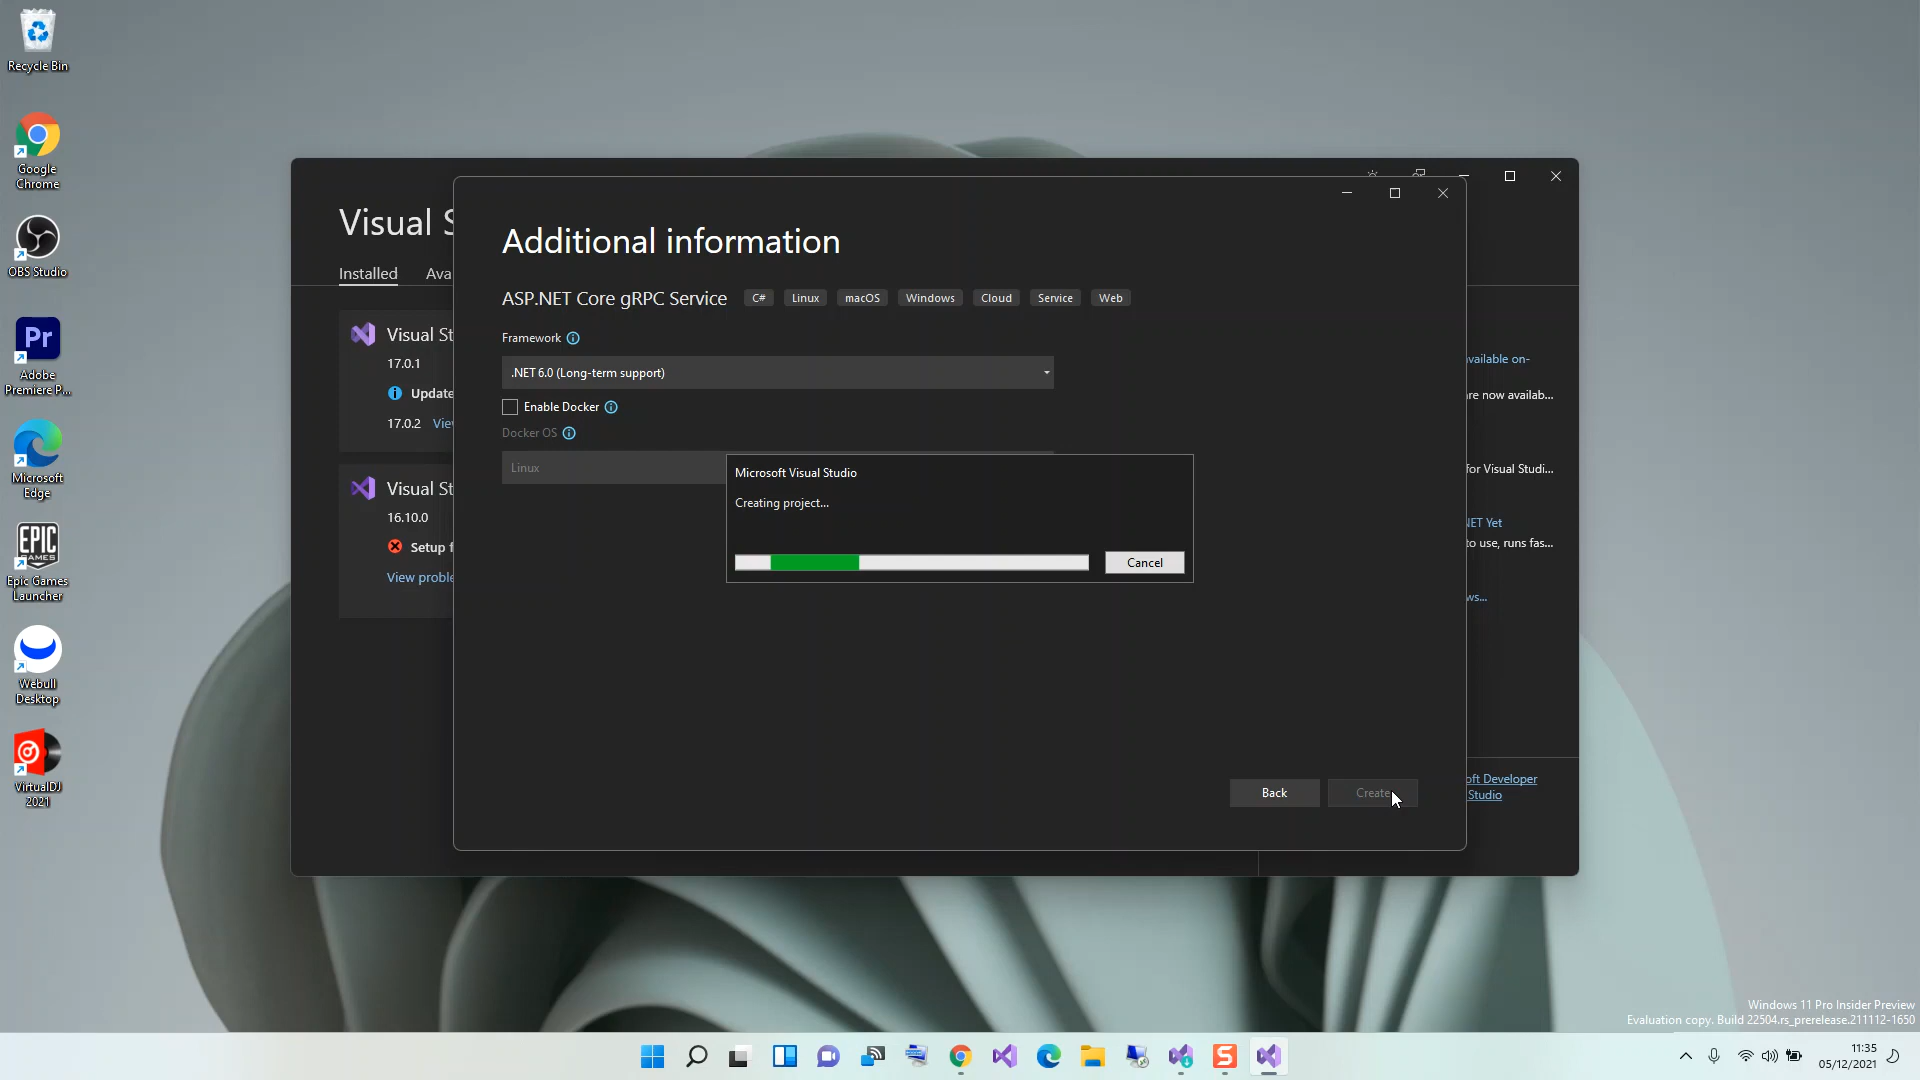 Recycle Bin
Google
Chrome
OBS Studio
Pr
Adobe
Premiere P...
Microsoft
Edge
EPIC
GAMES
Epic Games
Launcher
Webull
Desktop
VirtualDJ
2021
Visual S
Installed
Ava
Visual St
17.0.1
Update
17.0.2 Vie
Visual St
16.10.0
Setup f
View proble
Additional information
ASP.NET Core gRPC Service
C#
Linux
macOS
Windows
Cloud
Service
Web
Framework
.NET 6.0 (Long-term support)
Enable Docker
Docker OS
Linux
Microsoft Visual Studio
Creating project...
Cancel
Back
Create
available on-
re now availab...
for Visual Studi...
NET Yet
to use, runs fas...
ws...
oft Developer
Studio
Windows 11 Pro Insider Preview
Evaluation copy. Build 22504.rs_prerelease.211112-1650
S
11:35
05/12/2021